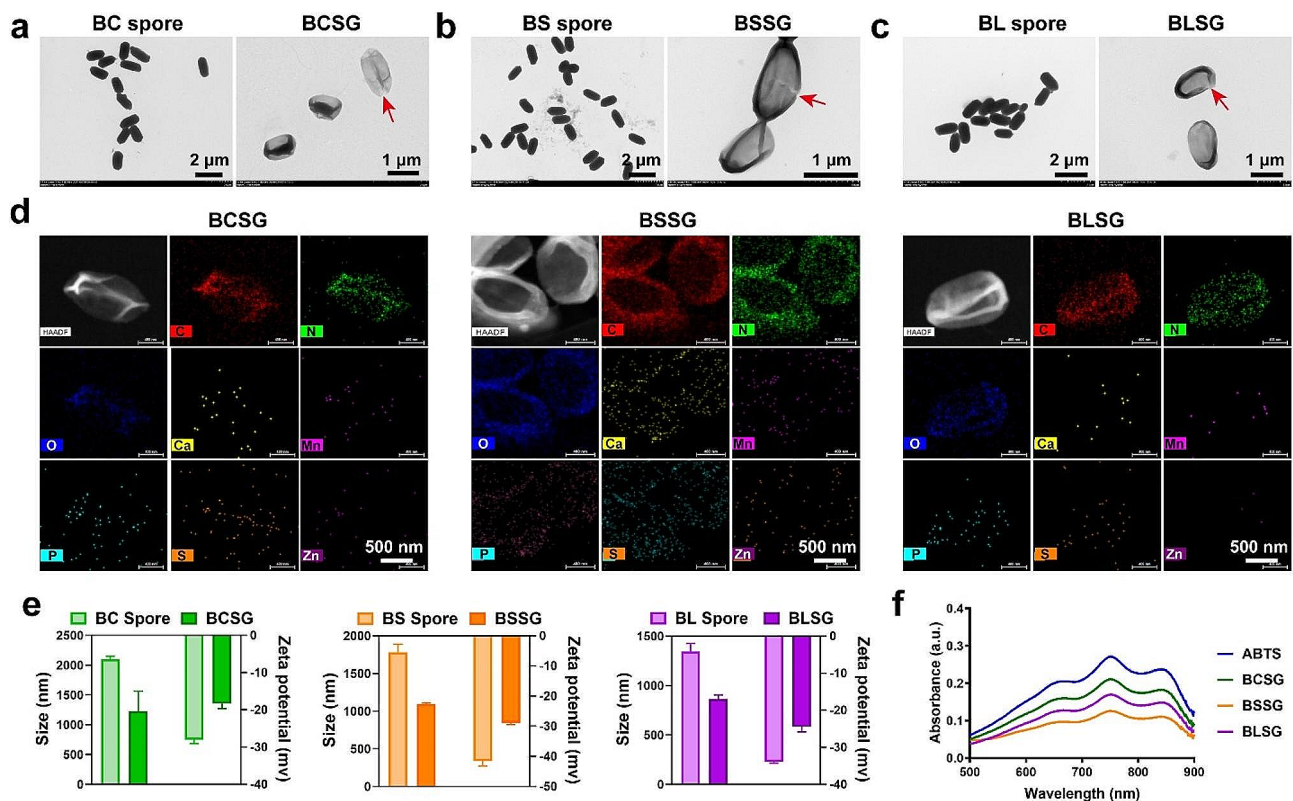 a
BC spore
BCSG
2 µm
1 µm
b
BS spore
BSSG
2 µm
1 µm
c
BL spore
BLSG
2 µm
1 µm
d
BCSG
HAADF
C
N
O
Ca
Mn
P
S
Zn
500 nm
BSSG
HAADF
C
N
O
Ca
Mn
P
S
Zn
500 nm
BLSG
HAADF
C
N
O
Ca
Mn
P
S
Zn
500 nm
e
BC Spore BCSG
Size (nm)
2500
2000
1500
1000
500
0
0
-10
-20
-30
-40
Zeta potential (mv)
BS Spore BSSG
Size (nm)
2000
1500
1000
500
0
0
-10
-20
-30
-40
-50
Zeta potential (mv)
BL Spore BLSG
Size (nm)
1500
1000
500
0
0
-10
-20
-30
-40
Zeta potential (mv)
f
Absorbance (a.u.)
0.4
0.3
0.2
0.1
0.0
500 600 700 800 900
Wavelength (nm)
ABTS
BCSG
BSSG
BLSG